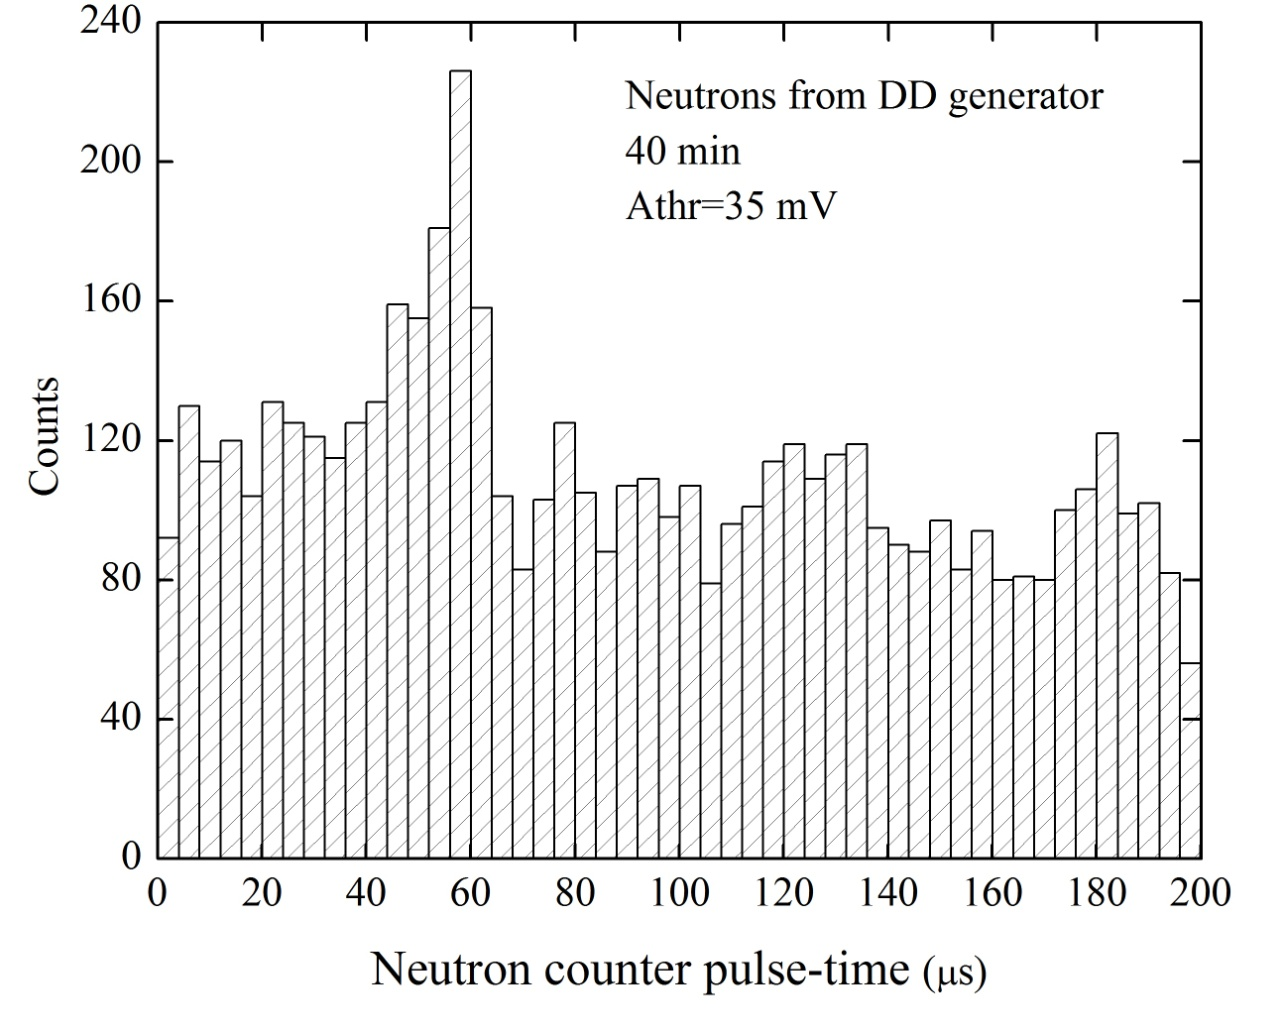 240
200
160
120
80
40
0
Counts
Neutrons from DD generator
40 min
Athr=35 mV
0 20 40 60 80 100 120 140 160 180 200
Neutron counter pulse-time (μs)